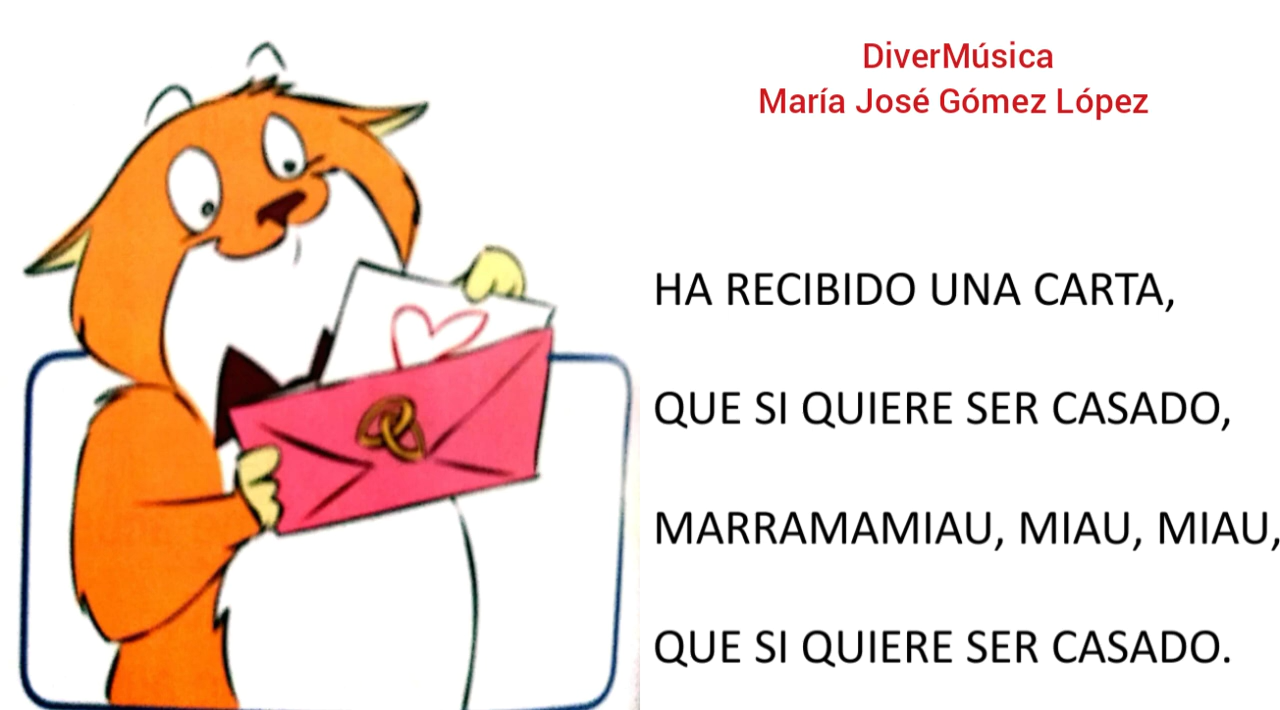 DiverMúsica
María José Gómez López
HA RECIBIDO UNA CARTA,
QUE SI QUIERE SER CASADO,
MARRAMAMIAU, MIAU, MIAU,
QUE SI QUIERE SER CASADO.